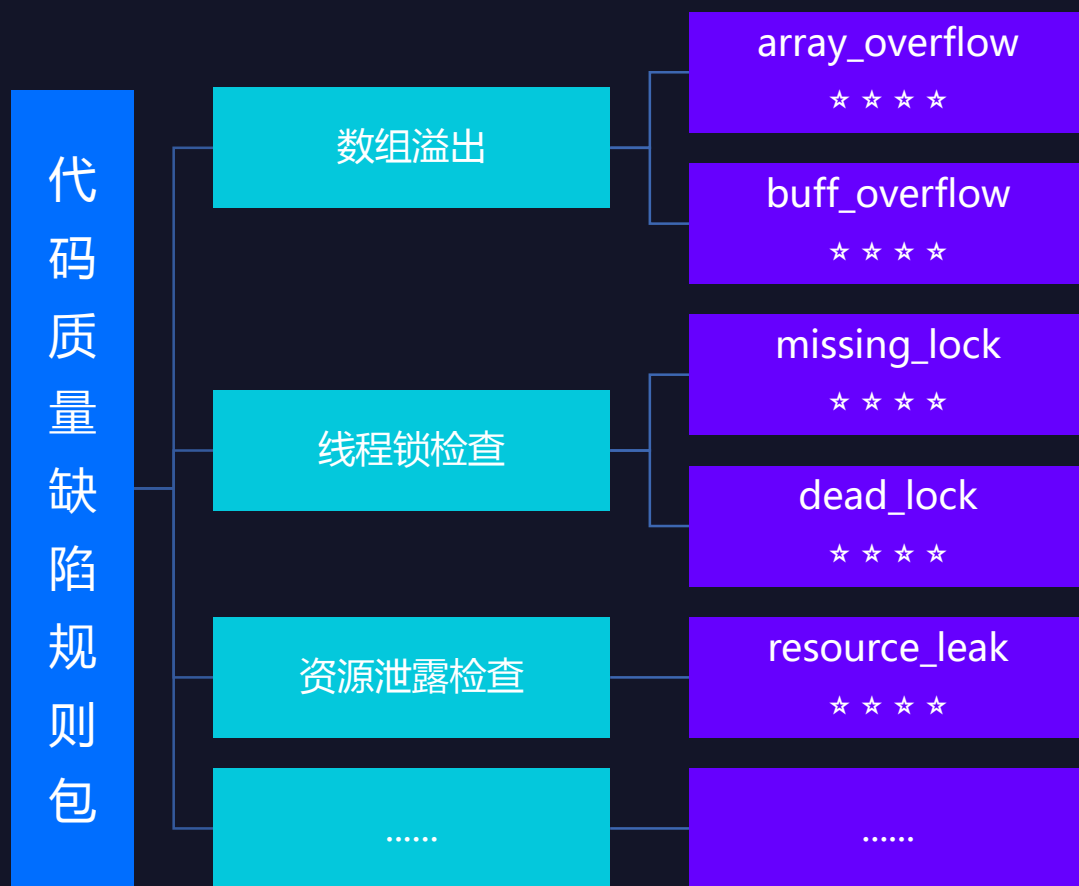 代码质量缺陷规则包
数组溢出
array_overflow
☆ ☆ ☆ ☆
buff_overflow
☆ ☆ ☆ ☆
线程锁检查
missing_lock
☆ ☆ ☆ ☆
dead_lock
☆ ☆ ☆ ☆
资源泄露检查
resource_leak
☆ ☆ ☆ ☆
......
......